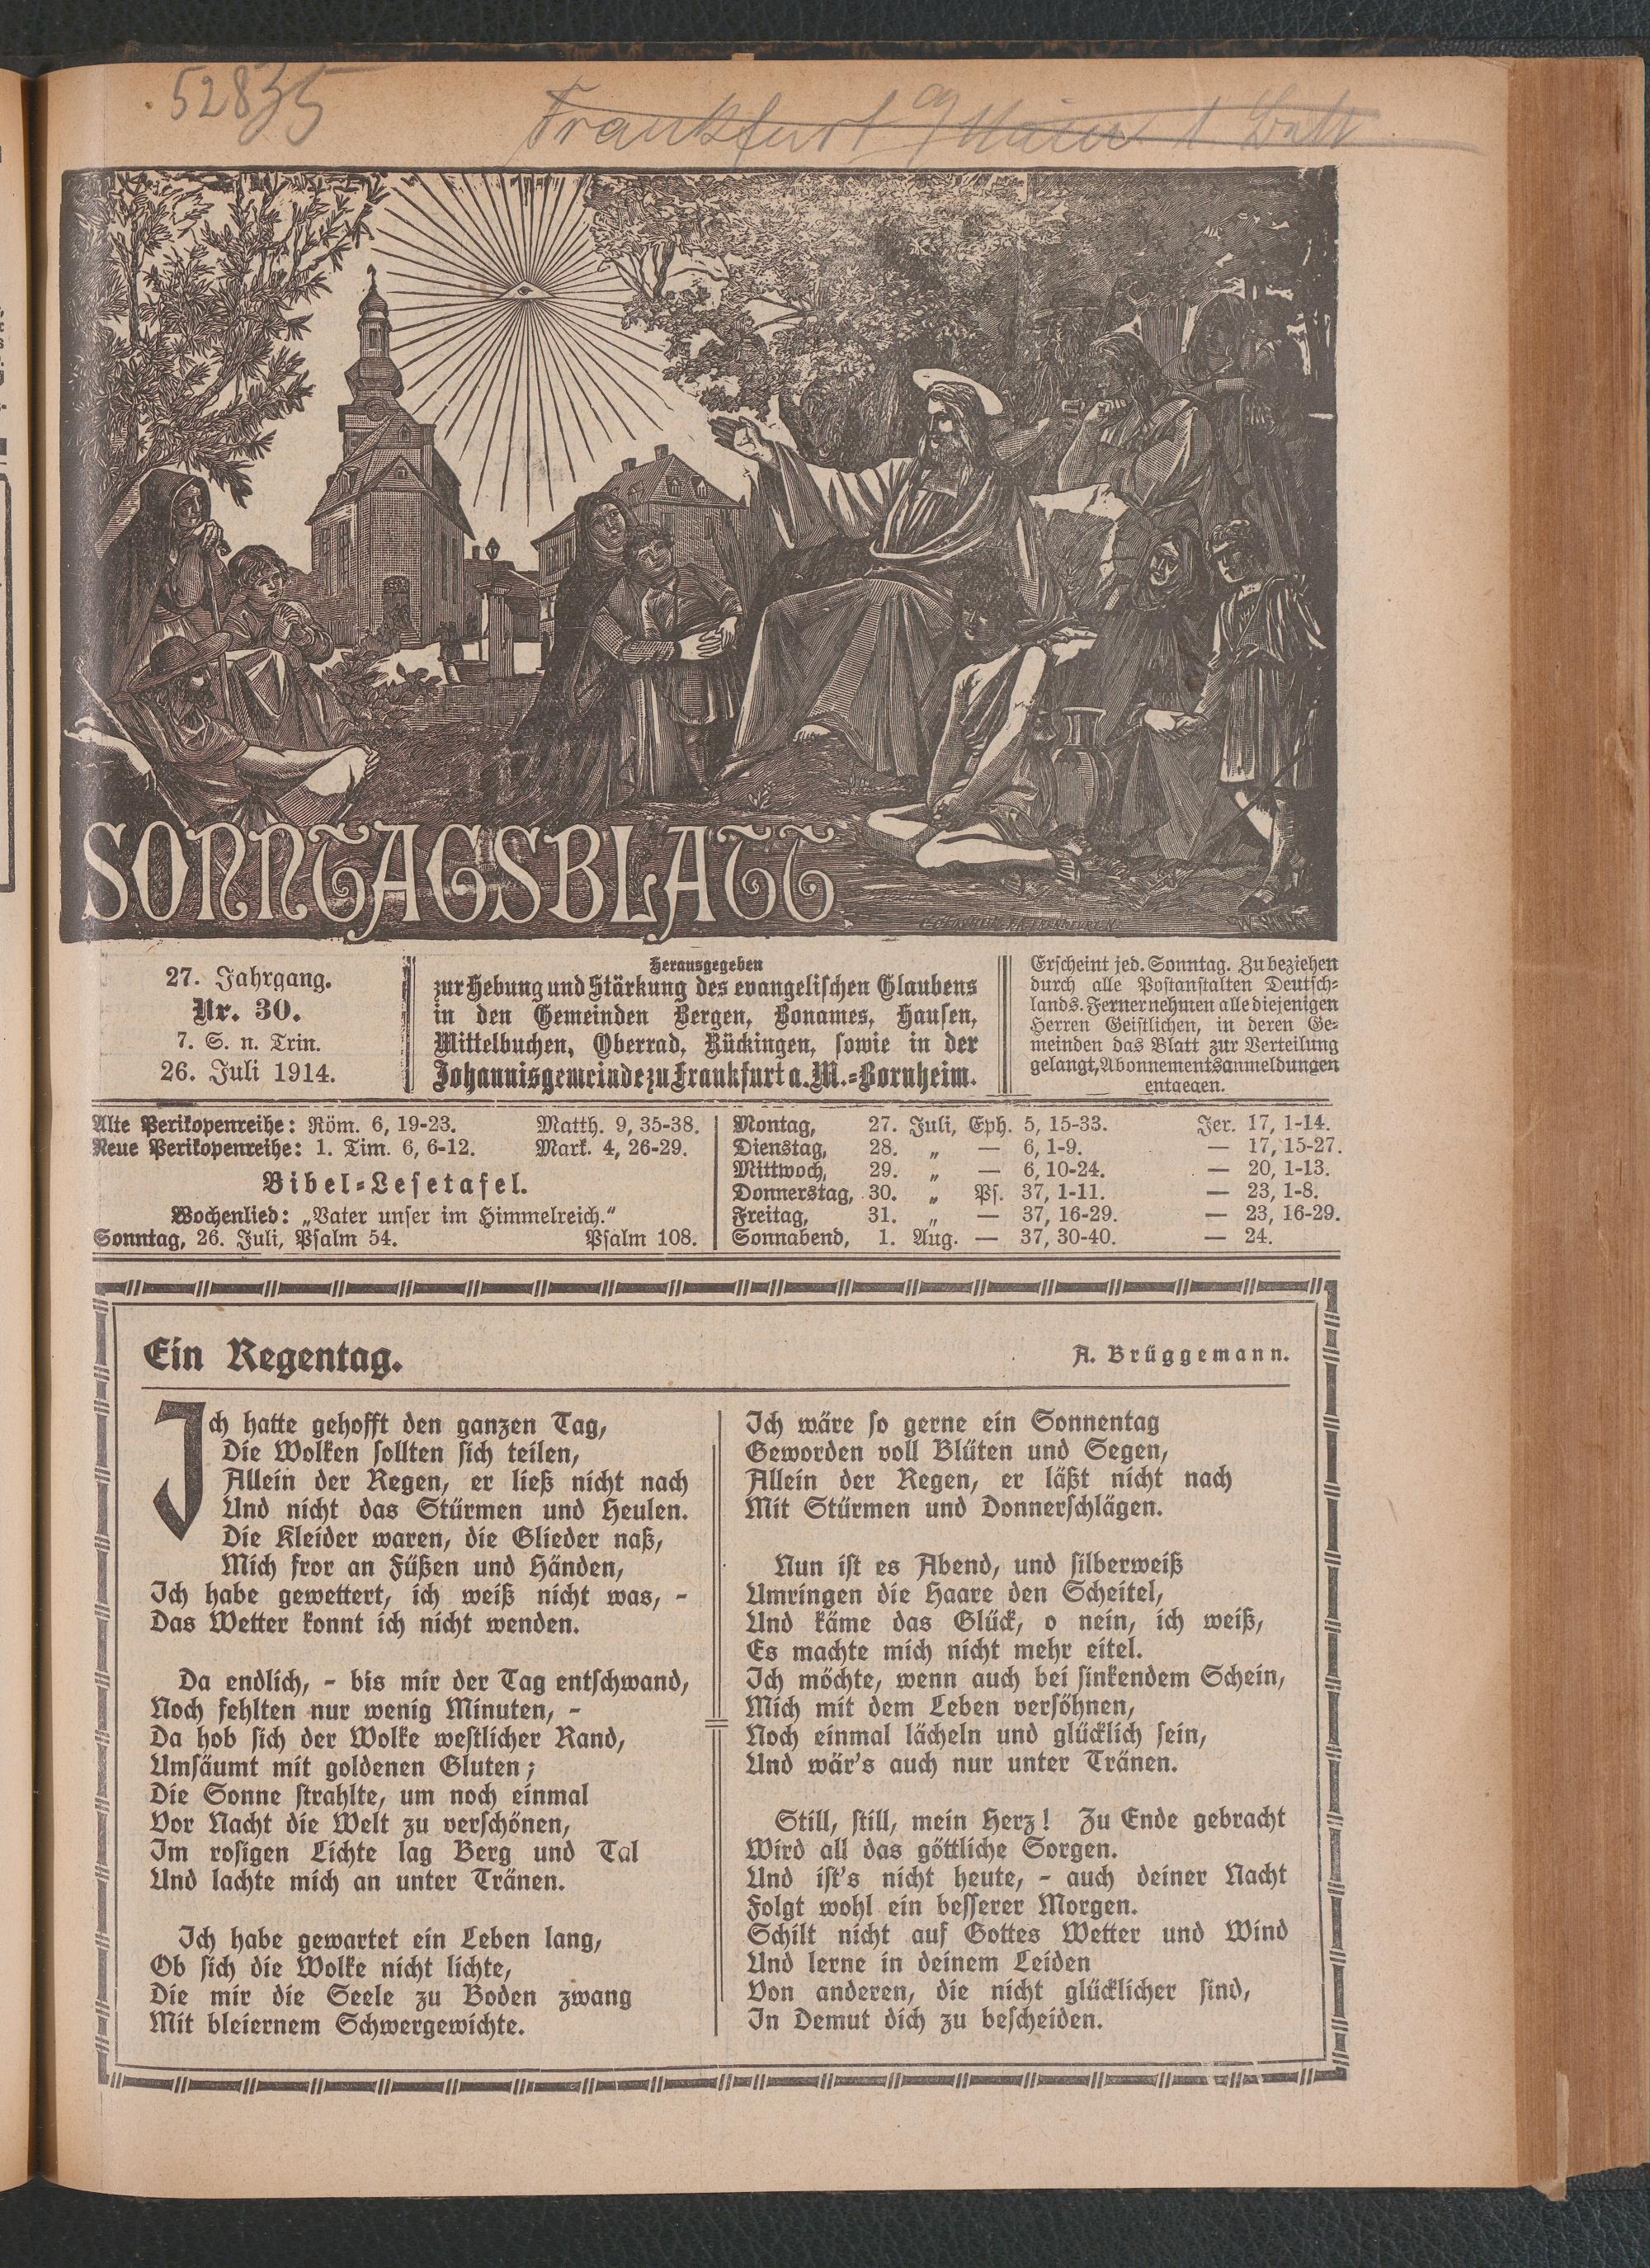 52835
Frankfurt a/Main
SONNTAGSBLATT
27. Jahrgang.
Nr. 30.
7. S. n. Trin.
26. Juli 1914.
Herausgegeben
zur Hebung und Stärkung des evangelischen Glaubens
in den Gemeinden Bergen, Bonames, Hausen,
Mittelbuchen, Oberrad, Rückingen, sowie in der
Johannisgemeinde zu Frankfurt a. M.-Bornheim.
Erscheint jed. Sonntag. Zu beziehen
durch alle Postanstalten Deutsch-
lands. Ferner nehmen alle diejenigen
Herren Geistlichen, in deren Ge-
meinden das Blatt zur Verteilung
gelangt, Abonnementsanmeldungen
entgegen.
Alte Perikopenreihe: Röm. 6, 19-23. Matth. 9, 35-38.
Neue Perikopenreihe: 1. Tim. 6, 6-12. Mark. 4, 26-29.
Bibel-Lesetafel.
Wochenlied: „Vater unser im Himmelreich.“
Sonntag, 26. Juli, Psalm 54. Psalm 108.
Montag, 27. Juli, Eph. 5, 15-33. Jer. 17, 1-14.
Dienstag, 28. „ — 6, 1-9. — 17, 15-27.
Mittwoch, 29. „ — 6, 10-24. — 20, 1-13.
Donnerstag, 30. „ Ps. 37, 1-11. — 23, 1-8.
Freitag, 31. „ — 37, 16-29. — 23, 16-29.
Sonnabend, 1. Aug. — 37, 30-40. — 24.
Ein Regentag. A. Brüggemann.
Ich hatte gehofft den ganzen Tag,
Die Wolken sollten sich teilen,
Allein der Regen, er ließ nicht nach
Und nicht das Stürmen und Heulen.
Die Kleider waren, die Glieder naß,
Mich fror an Füßen und Händen,
Ich habe gewettert, ich weiß nicht was, -
Das Wetter konnt ich nicht wenden.
Da endlich, - bis mir der Tag entschwand,
Noch fehlten nur wenig Minuten, -
Da hob sich der Wolke westlicher Rand,
Umsäumt mit goldenen Gluten;
Die Sonne strahlte, um noch einmal
Vor Nacht die Welt zu verschönen,
Im rosigen Lichte lag Berg und Tal
Und lachte mich an unter Tränen.
Ich habe gewartet ein Leben lang,
Ob sich die Wolke nicht lichte,
Die mir die Seele zu Boden zwang
Mit bleiernem Schwergewichte.
Ich wäre so gerne ein Sonnentag
Geworden voll Blüten und Segen,
Allein der Regen, er läßt nicht nach
Mit Stürmen und Donnerschlägen.
Nun ist es Abend, und silberweiß
Umringen die Haare den Scheitel,
Und käme das Glück, o nein, ich weiß,
Es machte mich nicht mehr eitel.
Ich möchte, wenn auch bei sinkendem Schein,
Mich mit dem Leben versöhnen,
Noch einmal lächeln und glücklich sein,
Und wär's auch nur unter Tränen.
Still, still, mein Herz! Zu Ende gebracht
Wird all das göttliche Sorgen.
Und ist's nicht heute, - auch deiner Nacht
Folgt wohl ein besserer Morgen.
Schilt nicht auf Gottes Wetter und Wind
Und lerne in deinem Leiden
Von anderen, die nicht glücklicher sind,
In Demut dich zu bescheiden.